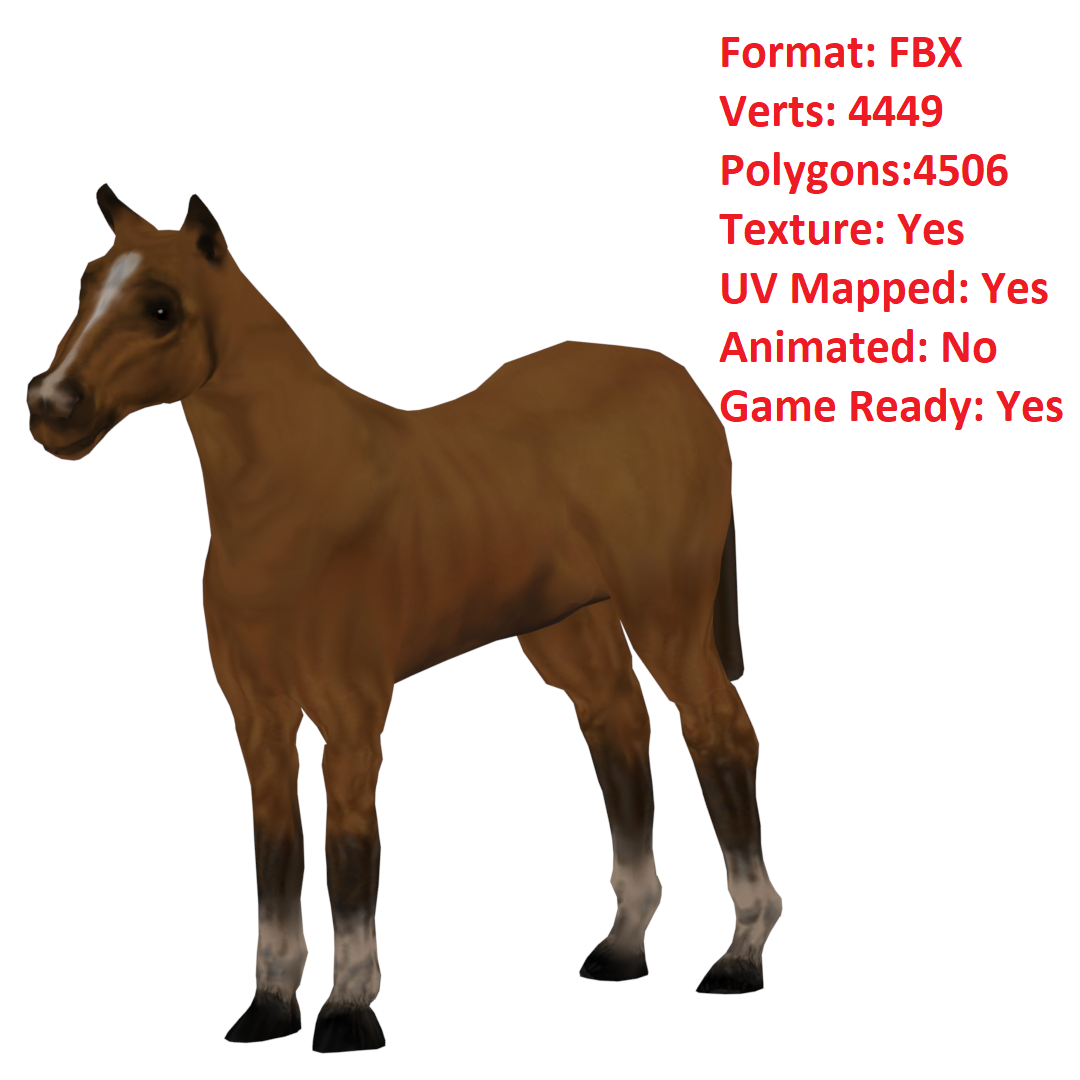 Format: FBX
Verts: 4449
Polygons:4506
Texture: Yes
UV Mapped: Yes
Animated: No
Game Ready: Yes